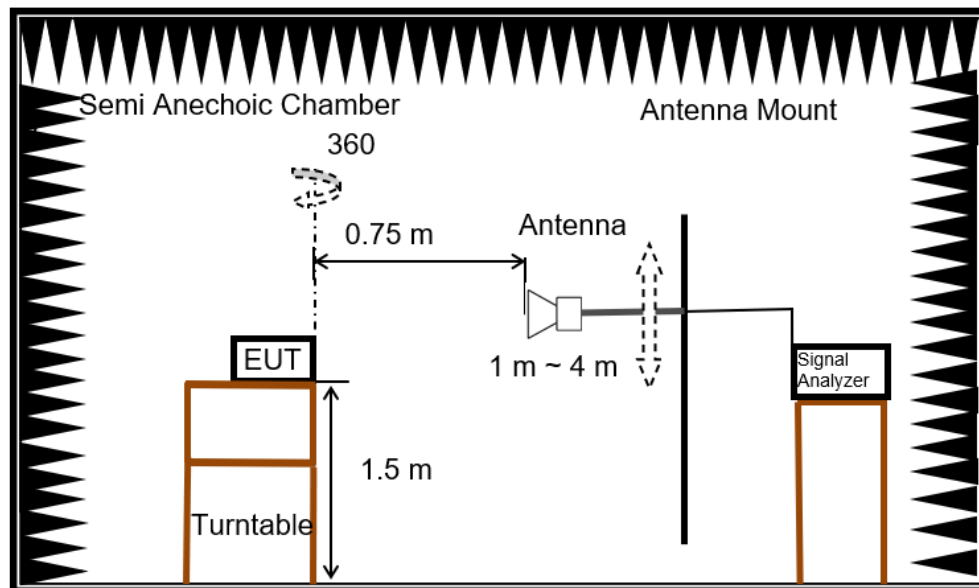 Semi Anechoic Chamber
Antenna Mount
360
0.75 m
Antenna
EUT
1 m ~ 4 m
Signal
Analyzer
1.5 m
Turntable